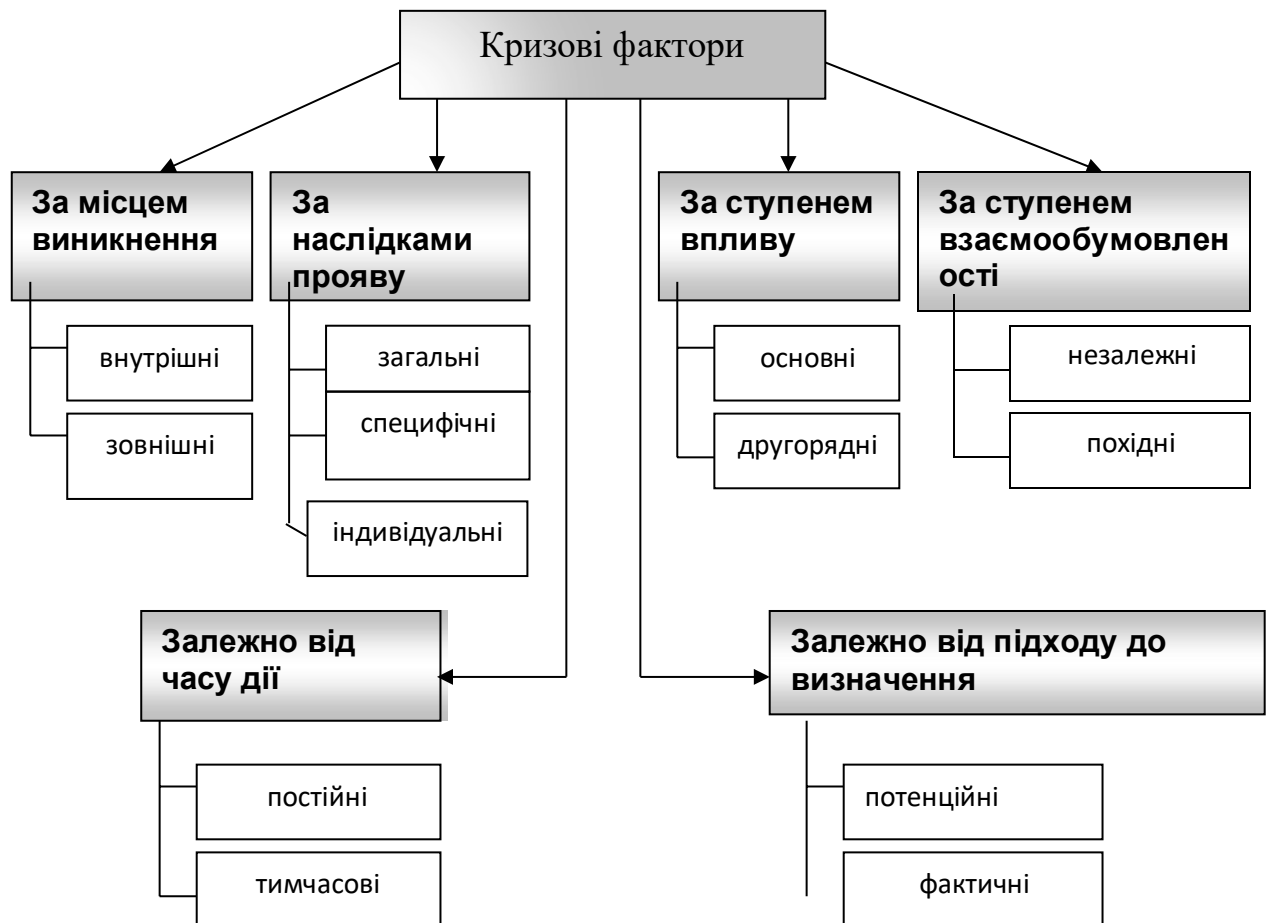 Кризові фактори
За місцем
виникнення
внутрішні
зовнішні
За
наслідками
прояву
загальні
специфічні
індивідуальні
За ступенем
впливу
основні
другорядні
За ступенем
взаємообумовлен
ості
незалежні
похідні
Залежно від
часу дії
постійні
тимчасові
Залежно від підходу до
визначення
потенційні
фактичні